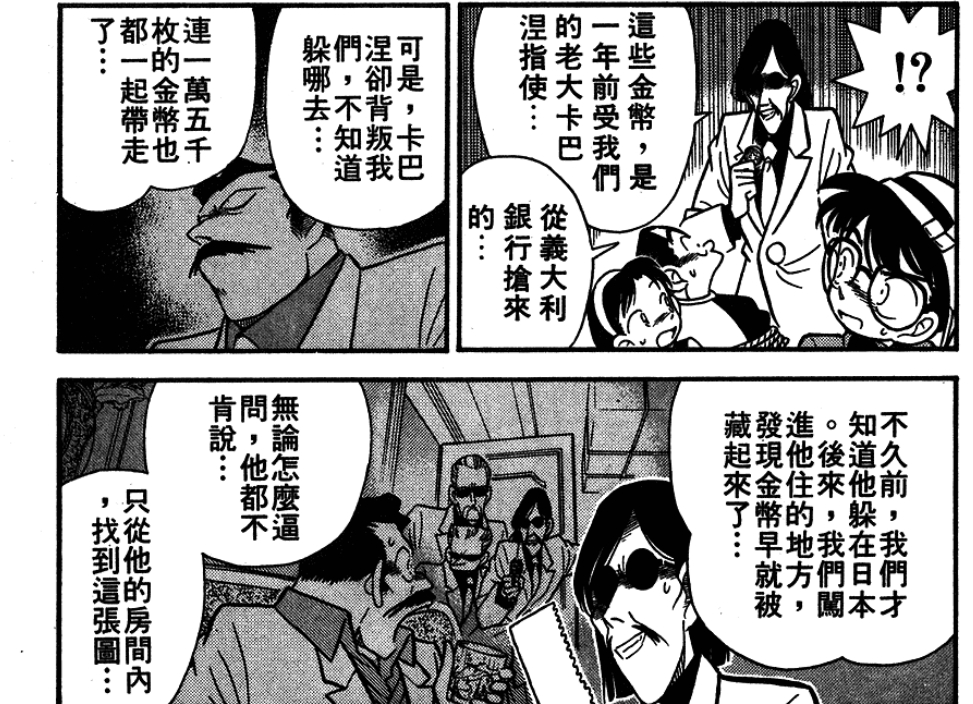 !?
這些金幣，是
一年前受我們
的老大卡巴
涅指使…
從義大利
銀行搶來
的…
可是，卡巴
涅卻背叛我
們，不知道
躲哪去…
連一萬五千
枚的金幣也
都一起帶走
了…
不久前，我們才
知道他躲在日本
。後來，我們闖
進他住的地方，
發現金幣早就被
藏起來了…
無論怎麼逼
問，他都不
肯說…
只從他的房間內
，找到這張圖…